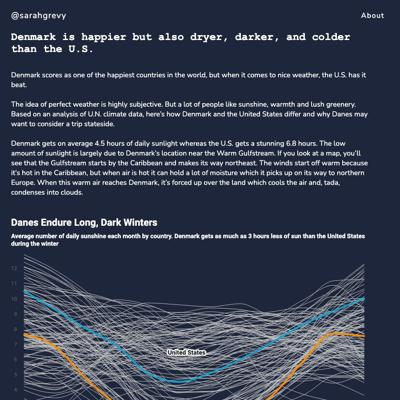 @sarahgrevy
About
Denmark is happier but also dryer, darker, and colder
than the U.S.
Denmark scores as one of the happiest countries in the world, but when it comes to nice weather, the U.S. has it
beat.
The idea of perfect weather is highly subjective. But a lot of people like sunshine, warmth and lush greenery.
Based on an analysis of U.N. climate data, here's how Denmark and the United States differ and why Danes may
want to consider a trip stateside.
Denmark gets on average 4.5 hours of daily sunlight whereas the U.S. gets a stunning 6.8 hours. The low
amount of sunlight is largely due to Denmark's location near the Warm Gulfstream. If you look at a map, you'll
see that the Gulfstream starts by the Caribbean and makes its way northeast. The winds start off warm because
it's hot in the Caribbean, but when air is hot it can hold a lot of moisture which it picks up on its way to northern
Europe. When this warm air reaches Denmark, it's forced up over the land which cools the air and, tada,
condenses into clouds.
Danes Endure Long, Dark Winters
Average number of daily sunshine each month by country. Denmark gets as much as 3 hours less of sun than the United States
during the winter
12
11
10
9
8
7
United States
6
5
4